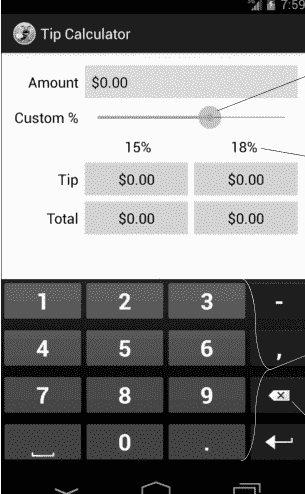 7:59
Tip Calculator
Amount $0.00
Custom %
15% 18%
Tip $0.00 $0.00
Total $0.00 $0.00
1 2 3 -
4 5 6 ,
7 8 9
0 .